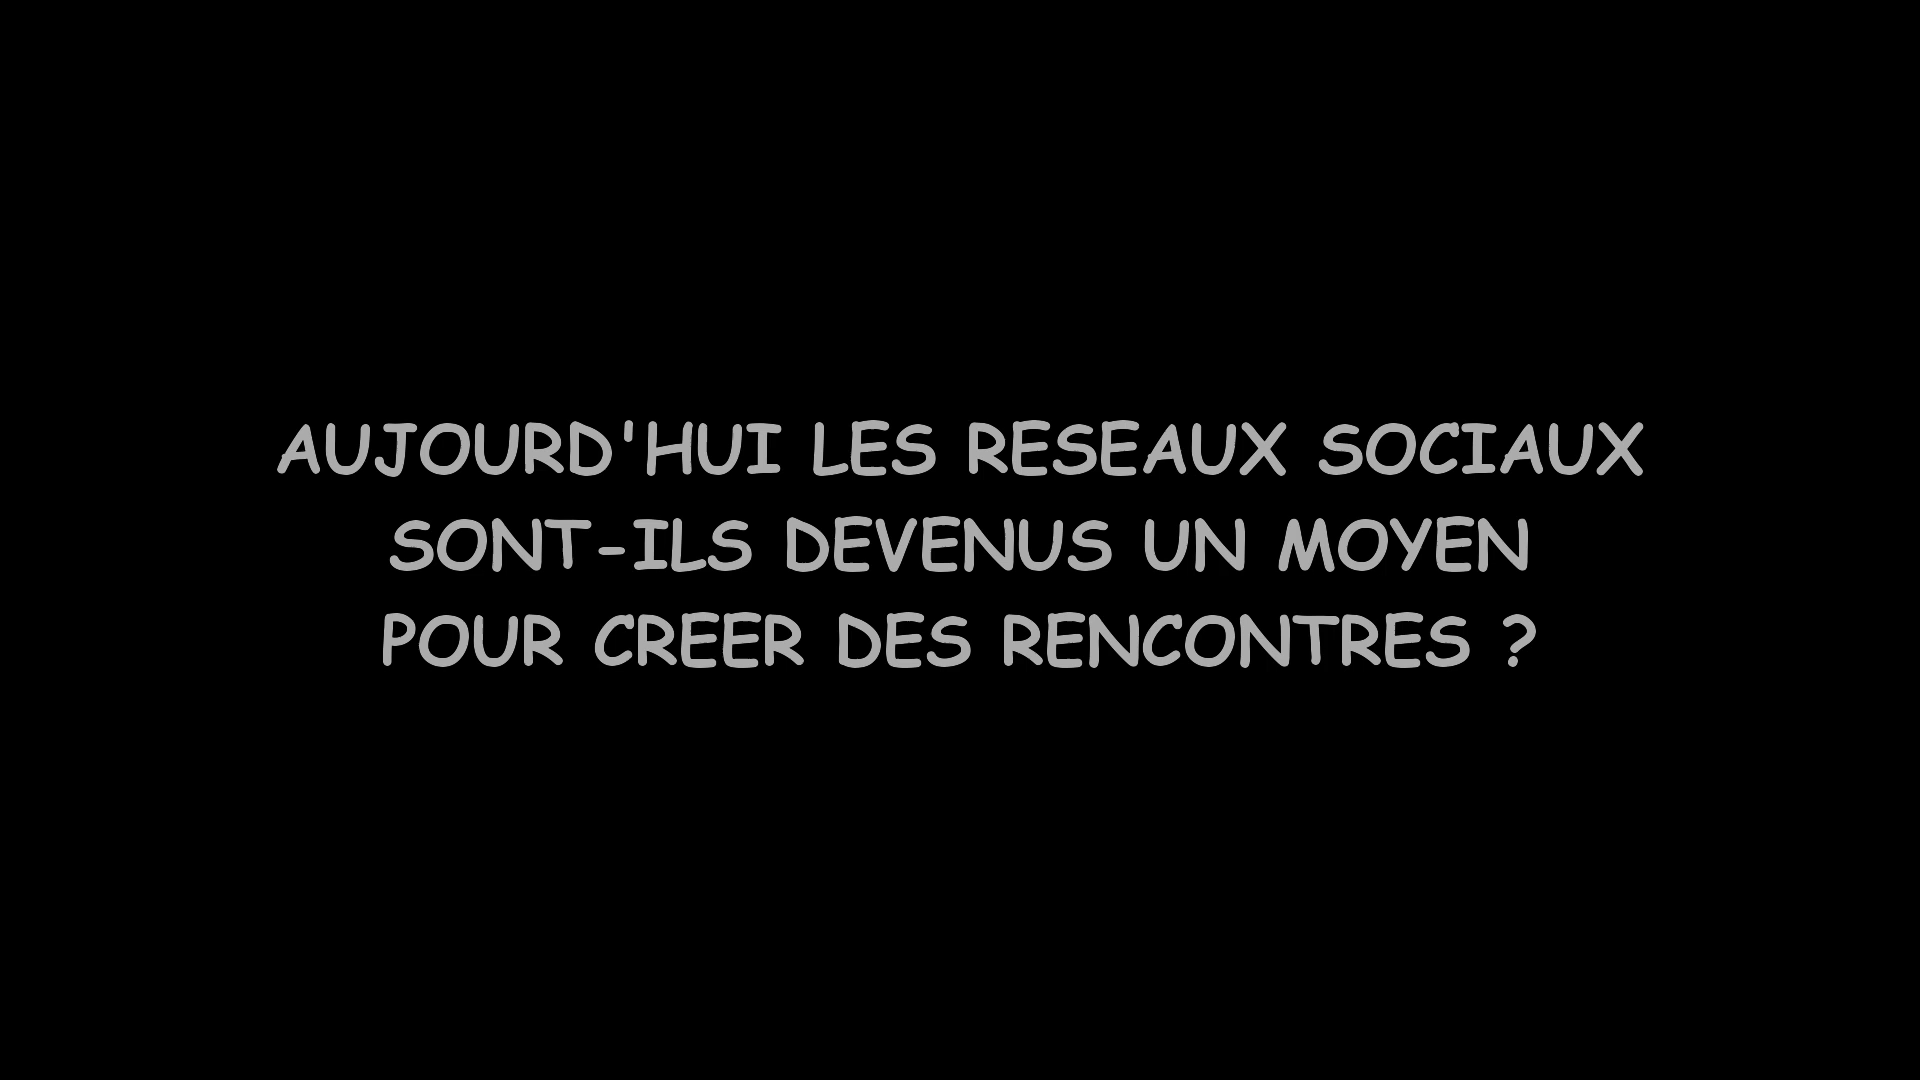 AUJOURD'HUI LES RESEAUX SOCIAUX
SONT-ILS DEVENUS UN MOYEN
POUR CREER DES RENCONTRES ?